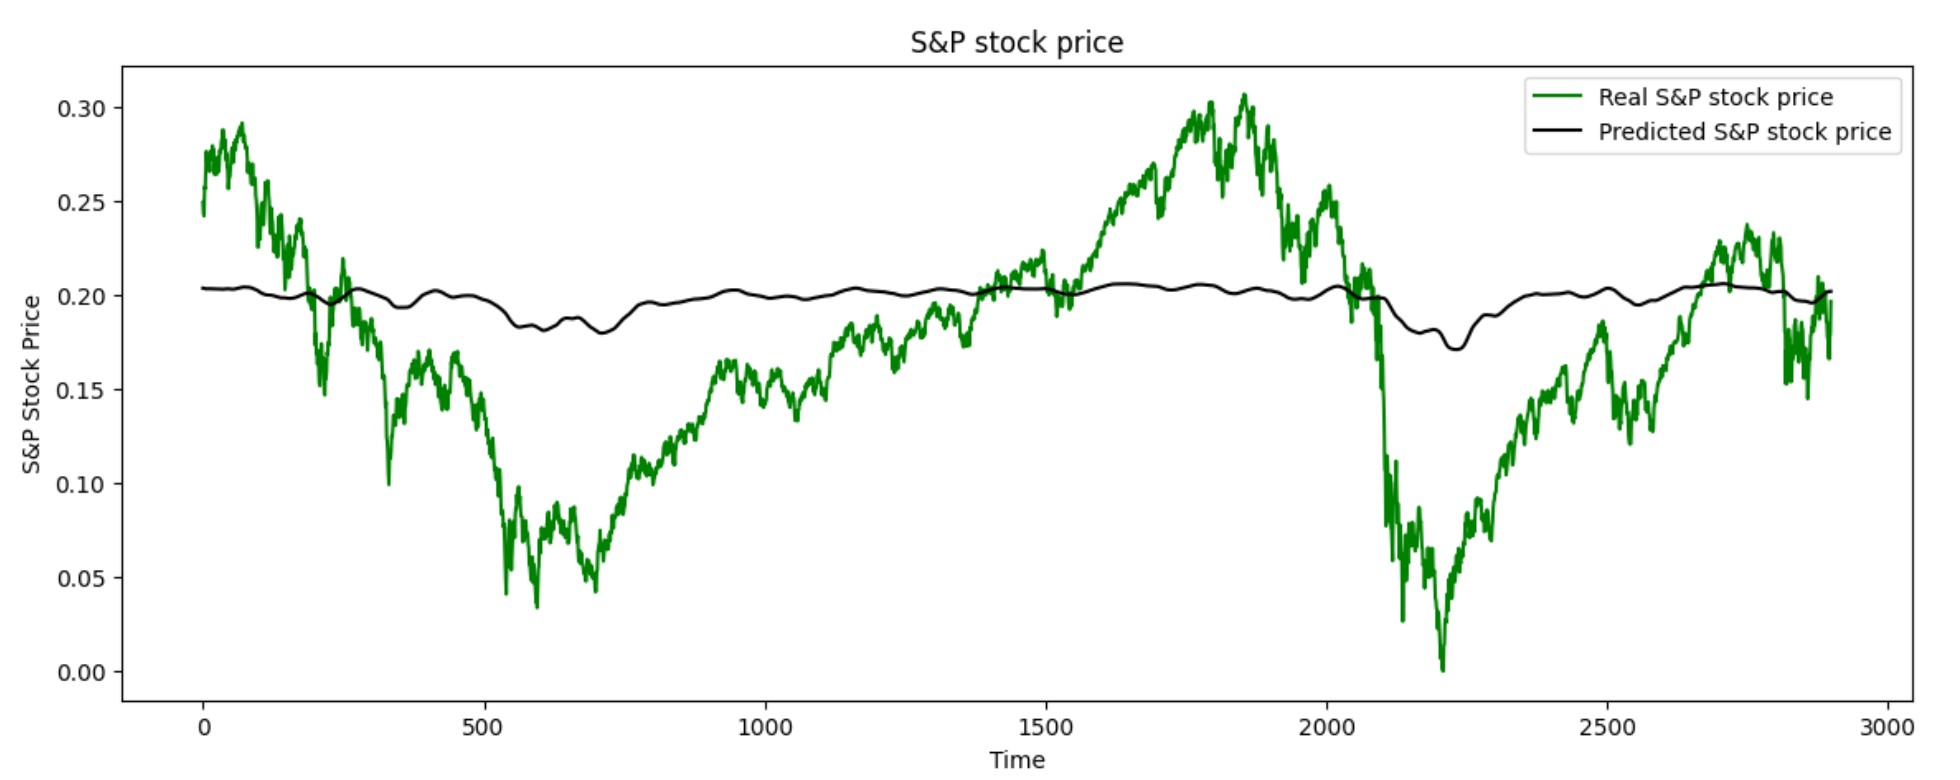 S&P stock price
Real S&P stock price
Predicted S&P stock price
S&P Stock Price
0.30
0.25
0.20
0.15
0.10
0.05
0.00
0
500
1000
1500
2000
2500
3000
Time